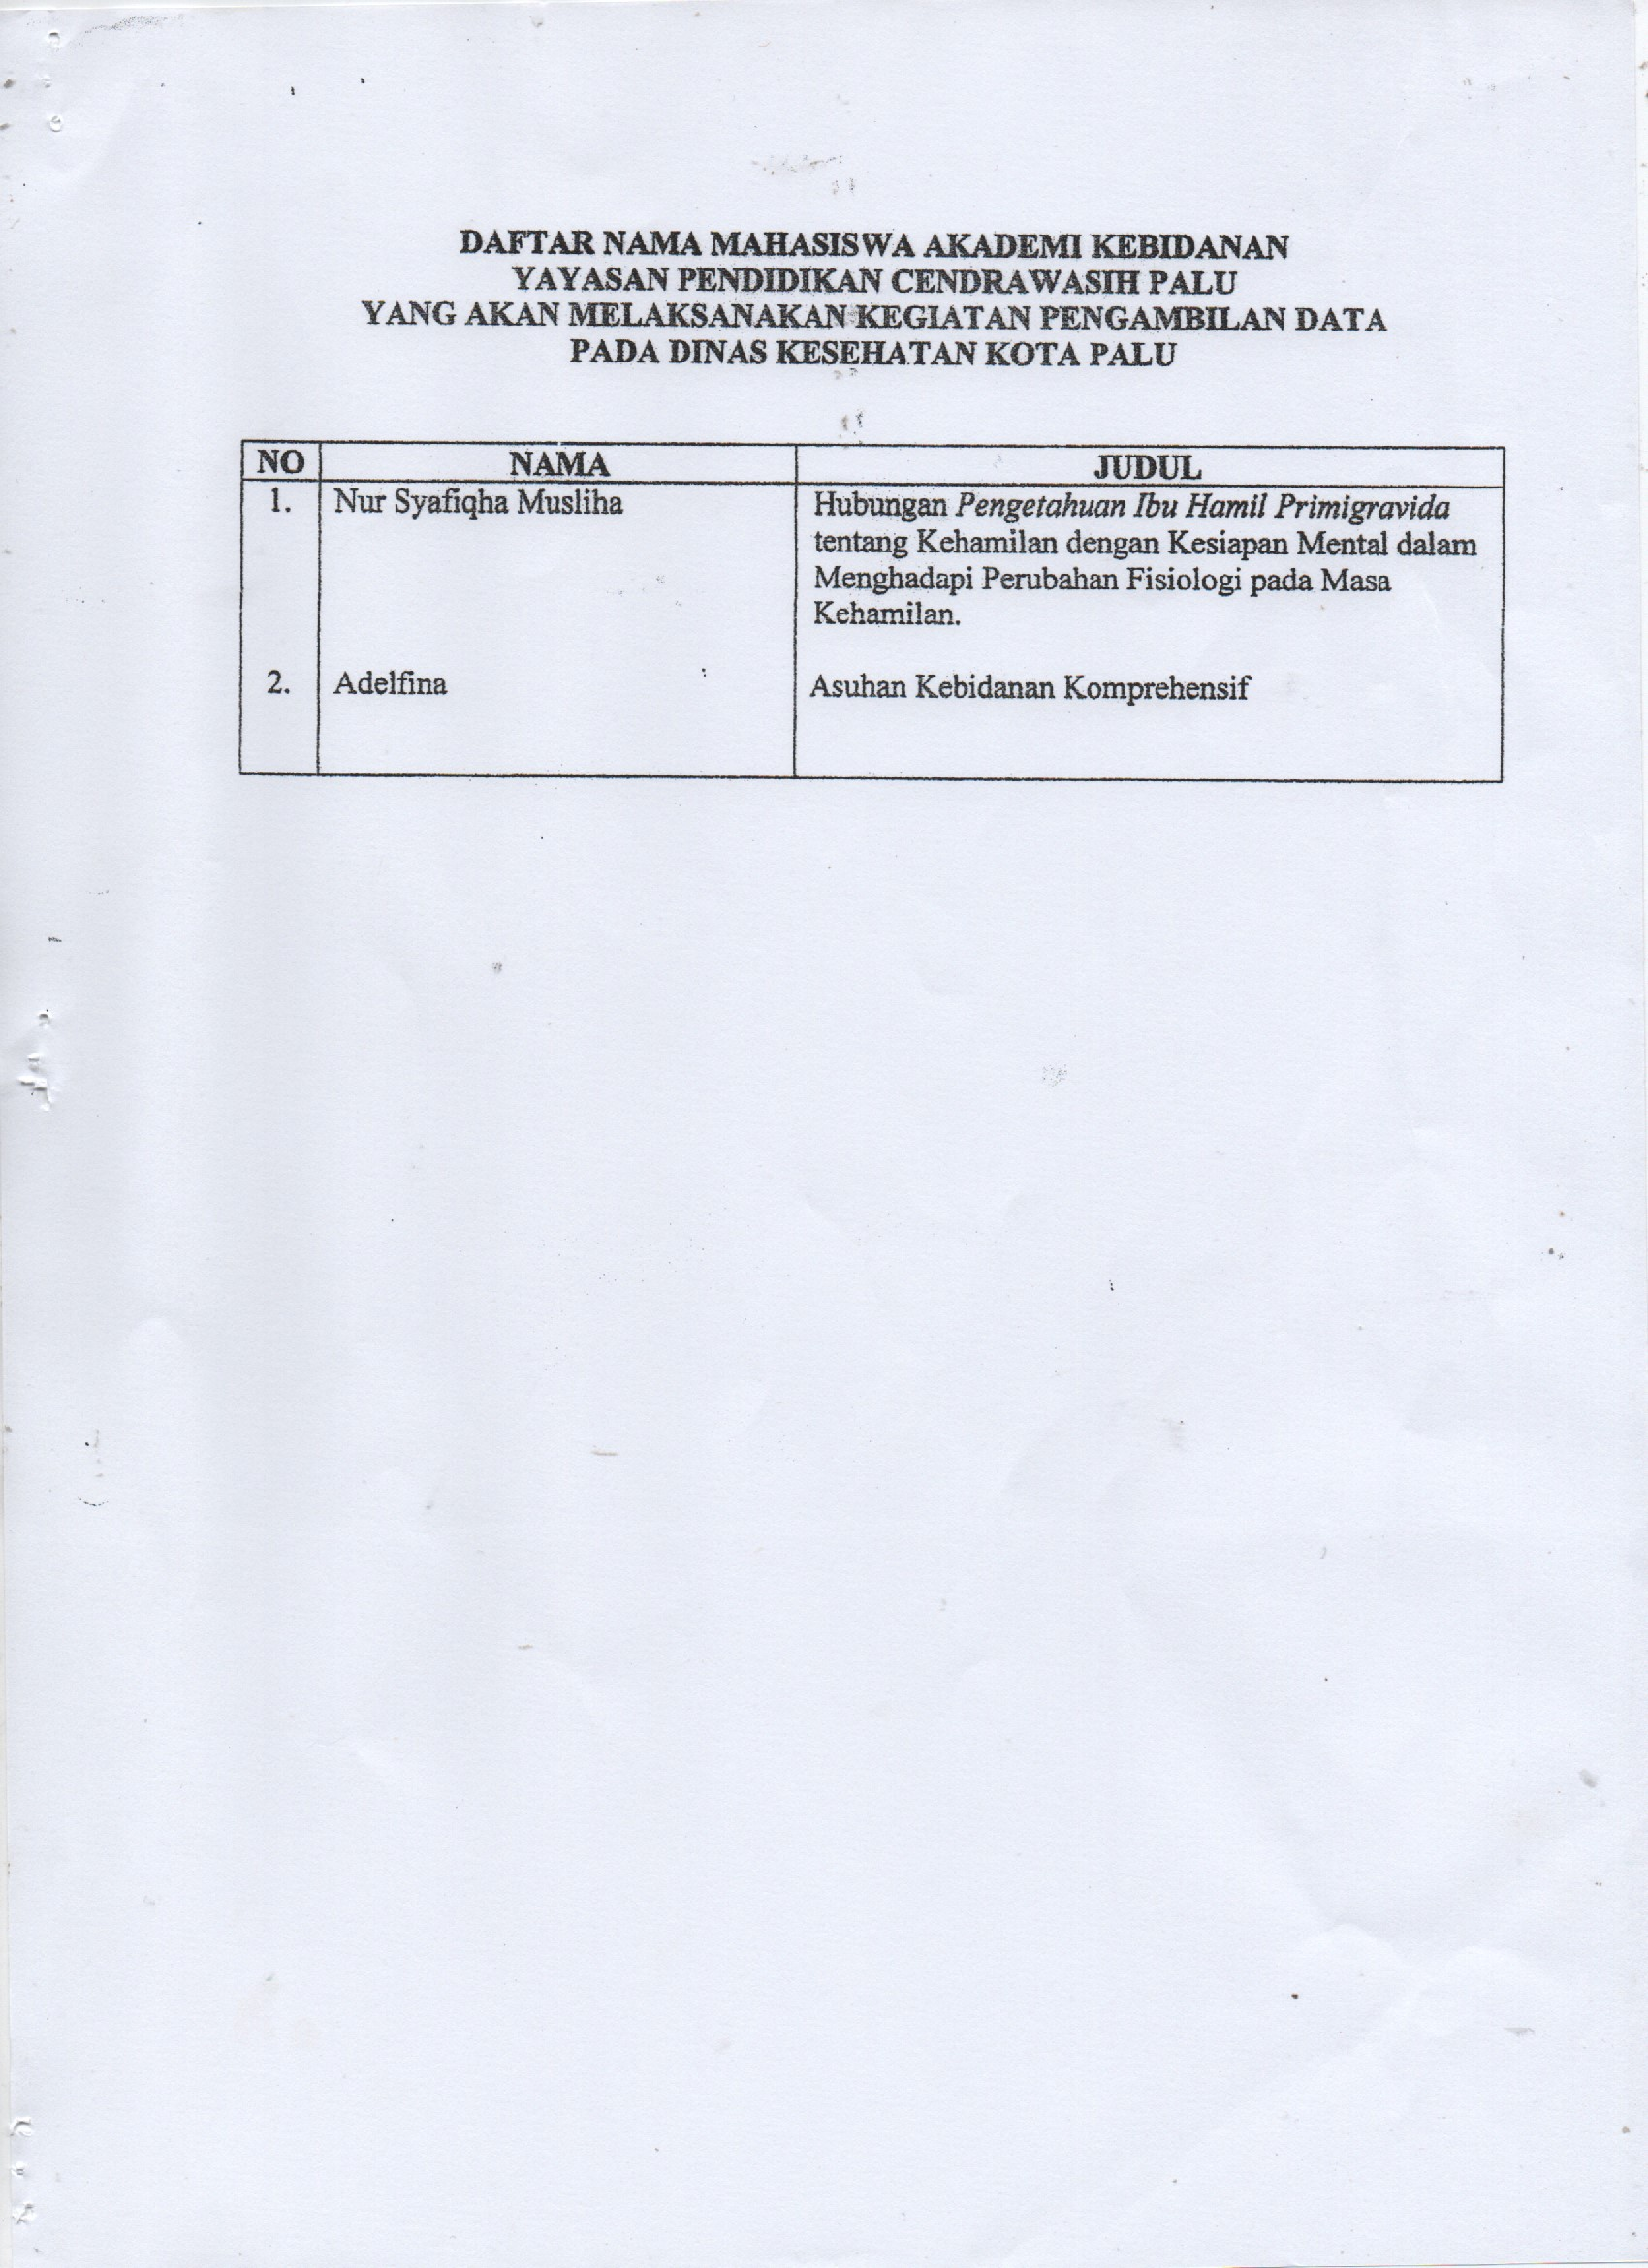 DAFTAR NAMA MAHASISWA AKADEMI KEBIDANAN
YAYASAN PENDIDIKAN CENDRAWASIH PALU
YANG AKAN MELAKSANAKAN KEGIATAN PENGAMBILAN DATA
PADA DINAS KESEHATAN KOTA PALU
NO NAMA JUDUL
1. Nur Syafiqha Musliha Hubungan Pengetahuan Ibu Hamil Primigravida
tentang Kehamilan dengan Kesiapan Mental dalam
Menghadapi Perubahan Fisiologi pada Masa
Kehamilan.
2. Adelfina Asuhan Kebidanan Komprehensif